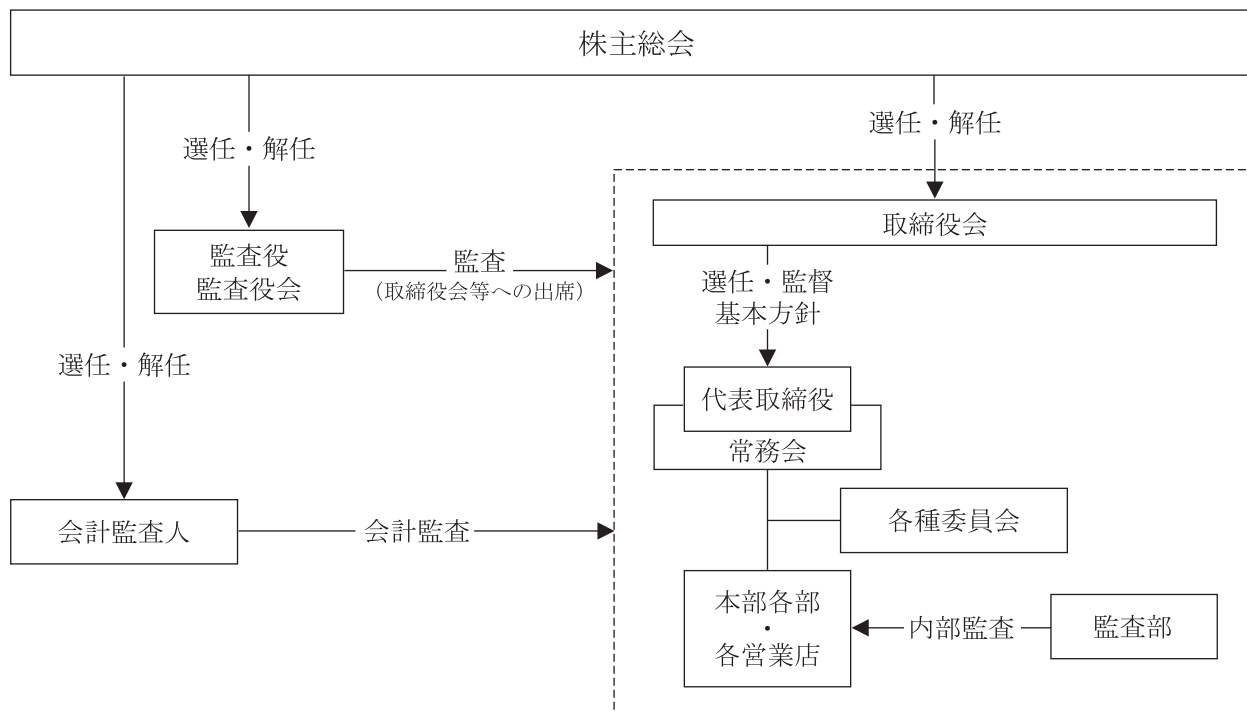 株主総会
選任・解任
選任・解任
取締役会
監査役
監査役会
監査
（取締役会等への出席）
選任・監督
基本方針
選任・解任
代表取締役
常務会
会計監査人
会計監査
各種委員会
本部各部
・
各営業店
内部監査
監査部